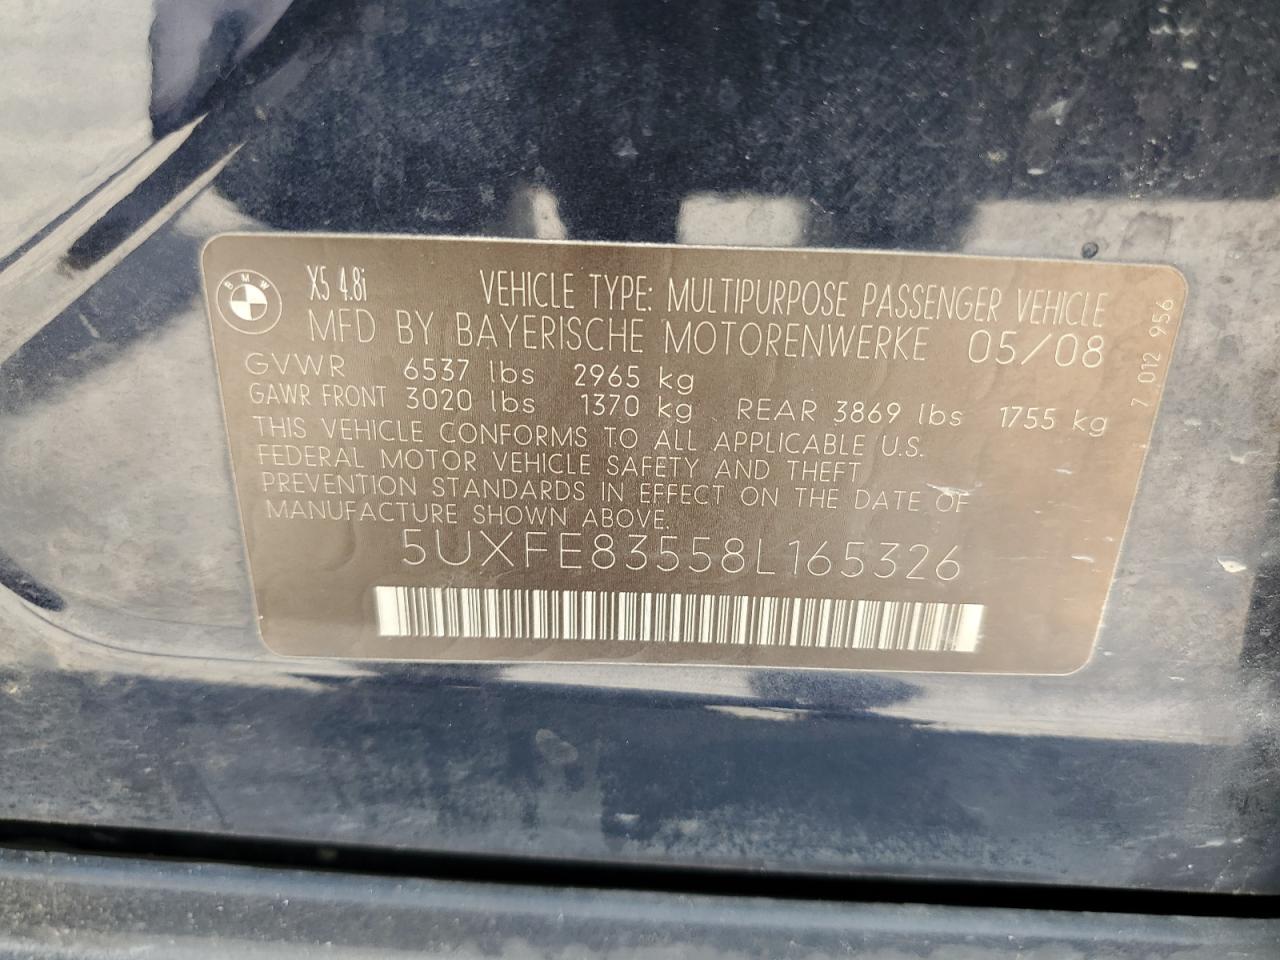 BMW
X5 4.8i
VEHICLE TYPE: MULTIPURPOSE PASSENGER VEHICLE
MFD BY BAYERISCHE MOTORENWERKE 05/08
GVWR 6537 lbs 2965 kg
GAWR FRONT 3020 lbs 1370 kg REAR 3869 lbs 1755 kg
THIS VEHICLE CONFORMS TO ALL APPLICABLE U.S.
FEDERAL MOTOR VEHICLE SAFETY AND THEFT
PREVENTION STANDARDS IN EFFECT ON THE DATE OF
MANUFACTURE SHOWN ABOVE.
5UXFE83558L165326
7 012 956